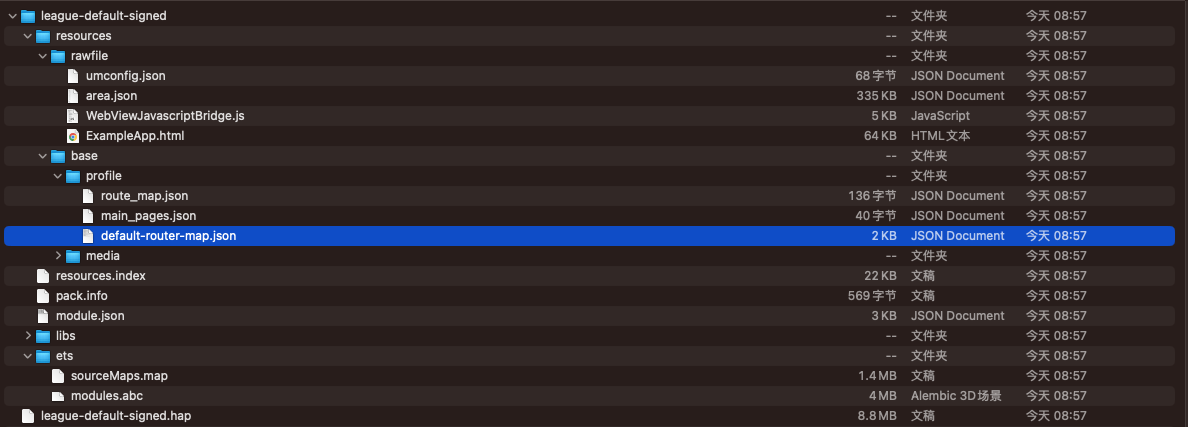 league-default-signed -- 文件夹 今天 08:57
resources -- 文件夹 今天 08:57
rawfile -- 文件夹 今天 08:57
umconfig.json 68 字节 JSON Document 今天 08:57
area.json 335 KB JSON Document 今天 08:57
WebViewJavascriptBridge.js 5 KB JavaScript 今天 08:57
ExampleApp.html 64 KB HTML文本 今天 08:57
base -- 文件夹 今天 08:57
profile -- 文件夹 今天 08:57
route_map.json 136 字节 JSON Document 今天 08:57
main_pages.json 40 字节 JSON Document 今天 08:57
default-router-map.json 2 KB JSON Document 今天 08:57
media -- 文件夹 今天 08:57
resources.index 22 KB 文稿 今天 08:57
pack.info 569 字节 文稿 今天 08:57
module.json 3 KB JSON Document 今天 08:57
libs -- 文件夹 今天 08:57
ets -- 文件夹 今天 08:57
sourceMaps.map 1.4 MB 文稿 今天 08:57
modules.abc 4 MB Alembic 3D场景 今天 08:57
league-default-signed.hap 8.8 MB 文稿 今天 08:57